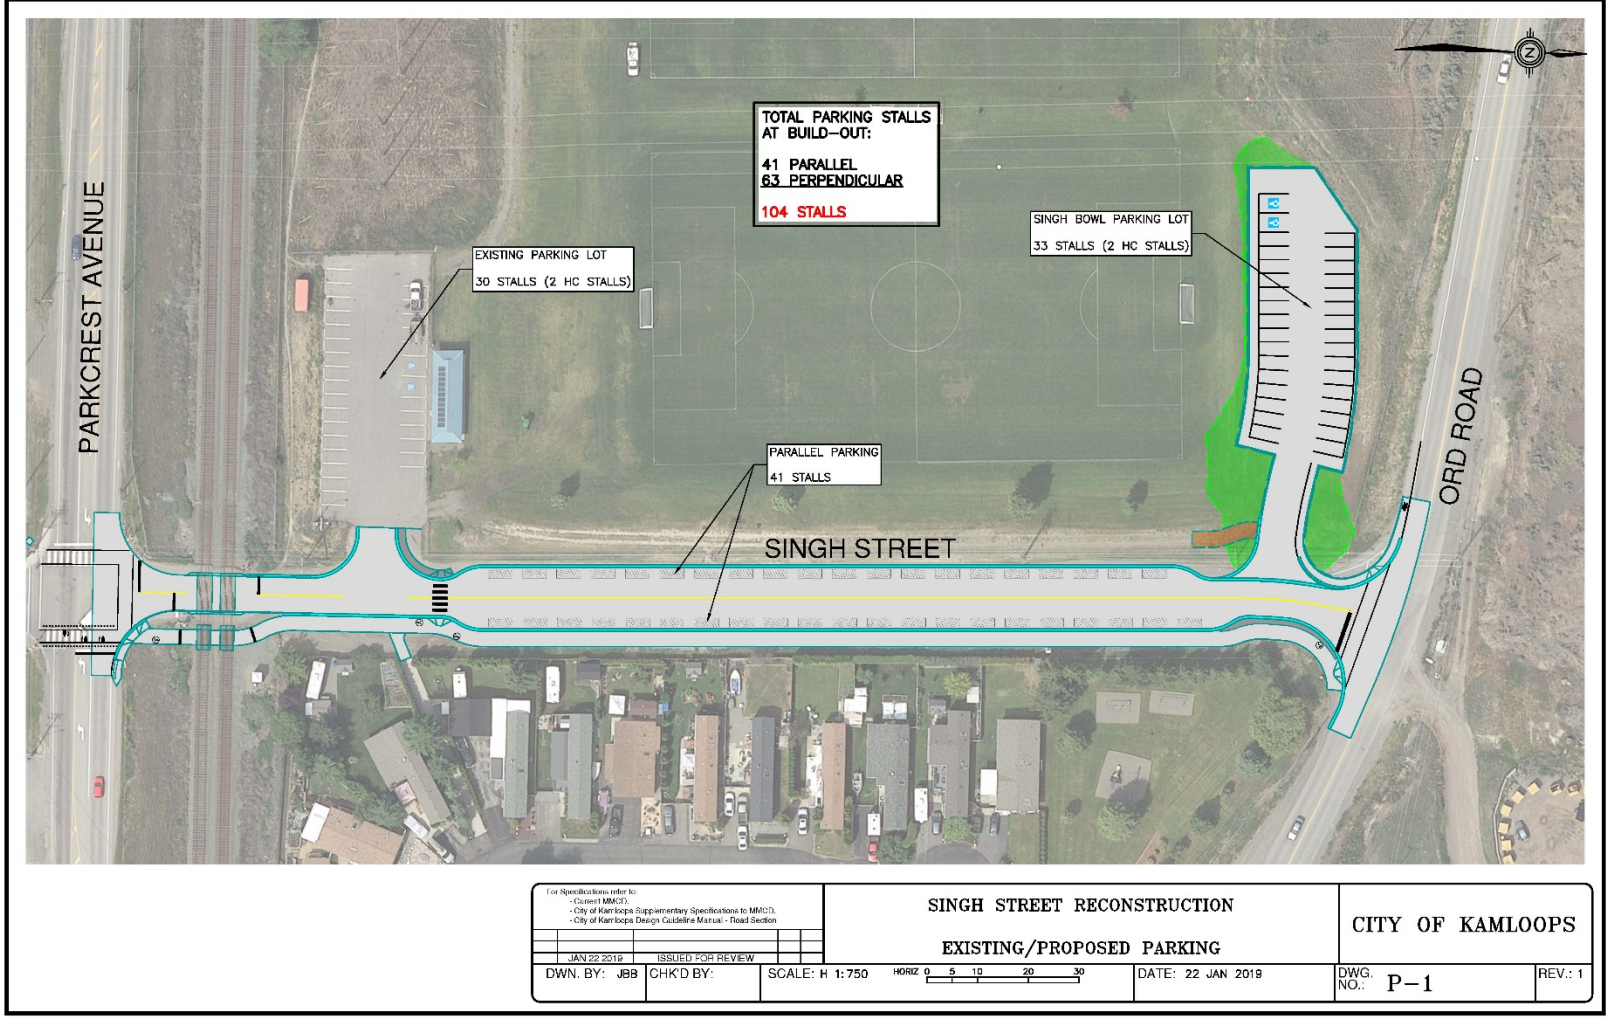 Z
TOTAL PARKING STALLS
AT BUILD-OUT:
41 PARALLEL
63 PERPENDICULAR
104 STALLS
PARKCREST AVENUE
EXISTING PARKING LOT
30 STALLS (2 HC STALLS)
SINGH BOWL PARKING LOT
33 STALLS (2 HC STALLS)
ORD ROAD
PARALLEL PARKING
41 STALLS
SINGH STREET
For Specifications refer to:
- Current MMCD.
- City of Kamloops Supplementary Specifications to MMCD.
- City of Kamloops Design Guideline Manual - Road Section
JAN 22 2019 ISSUED FOR REVIEW
SINGH STREET RECONSTRUCTION
EXISTING/PROPOSED PARKING
CITY OF KAMLOOPS
DWN. BY: JBB CHK'D BY: SCALE: H 1:750 HORIZ 0 5 10 20 30 DATE: 22 JAN 2019 DWG. NO.: P-1 REV.: 1